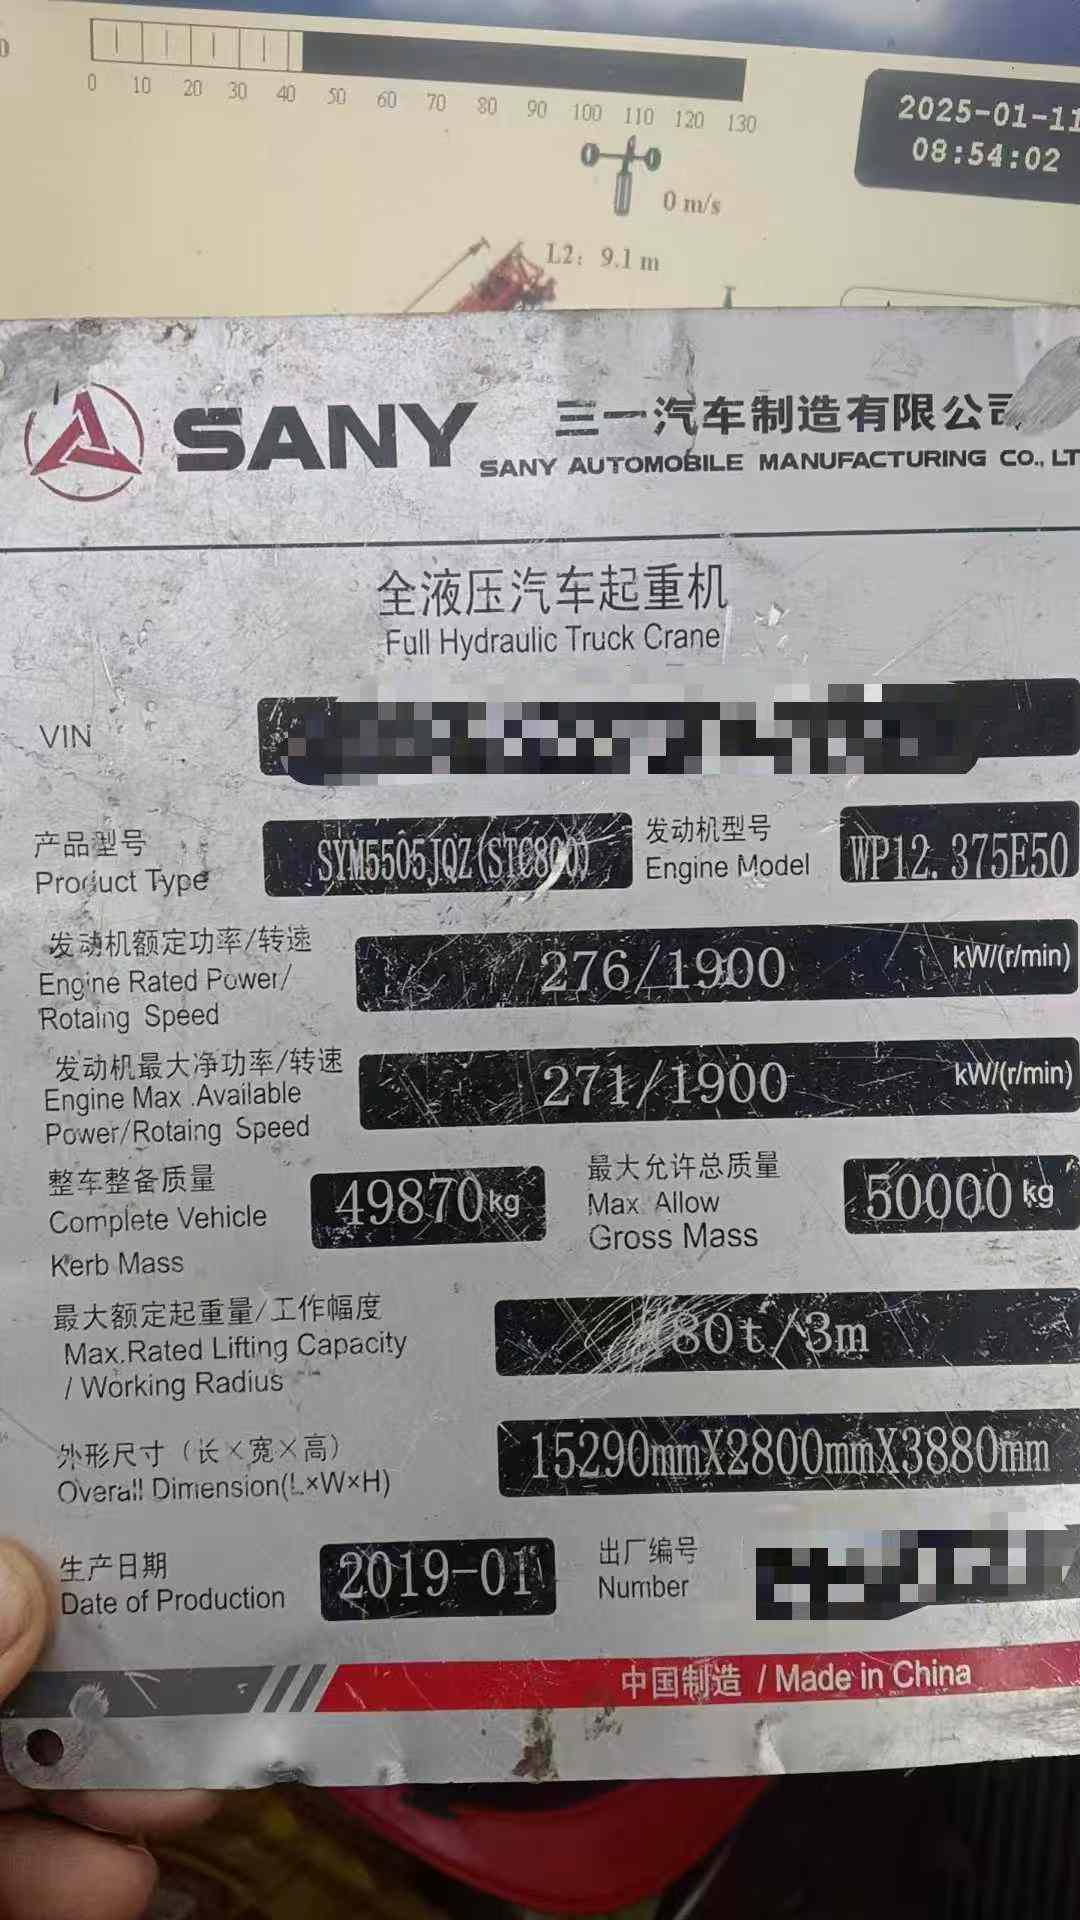 0 10 20 30 40 50 60 70 80 90 100 110 120 130
2025-01-11
08:54:02
0 m/s
L2: 9.1 m
SANY 三一汽车制造有限公司
SANY AUTOMOBILE MANUFACTURING CO., LT
全液压汽车起重机
Full Hydraulic Truck Crane
VIN
产品型号 SYM5505JQZ(STC800) 发动机型号 WP12.375E50
Product Type Engine Model
发动机额定功率/转速 276/1900 kW/(r/min)
Engine Rated Power/
Rotaing Speed
发动机最大净功率/转速 271/1900 kW/(r/min)
Engine Max .Available
Power/Rotaing Speed
整车整备质量 49870kg 最大允许总质量 50000 kg
Complete Vehicle Max. Allow
Kerb Mass Gross Mass
最大额定起重量/工作幅度 80t/3m
Max.Rated Lifting Capacity
/ Working Radius
外形尺寸（长×宽×高） 15290mmX2800mmX3880mm
Overall Dimension(L×W×H)
生产日期 2019-01 出厂编号
Date of Production Number
中国制造 / Made in China